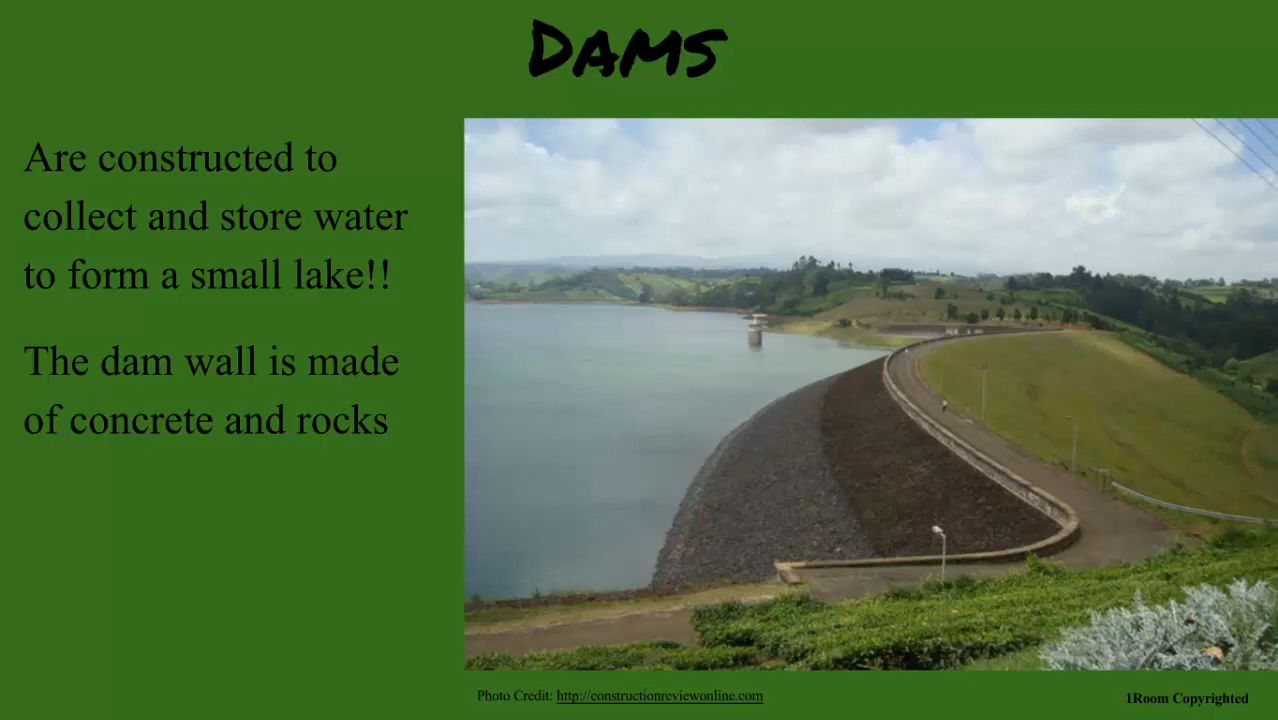 DAMS
Are constructed to
collect and store water
to form a small lake!!
The dam wall is made
of concrete and rocks
Photo Credit: http://constructionreviewonline.com
1Room Copyrighted